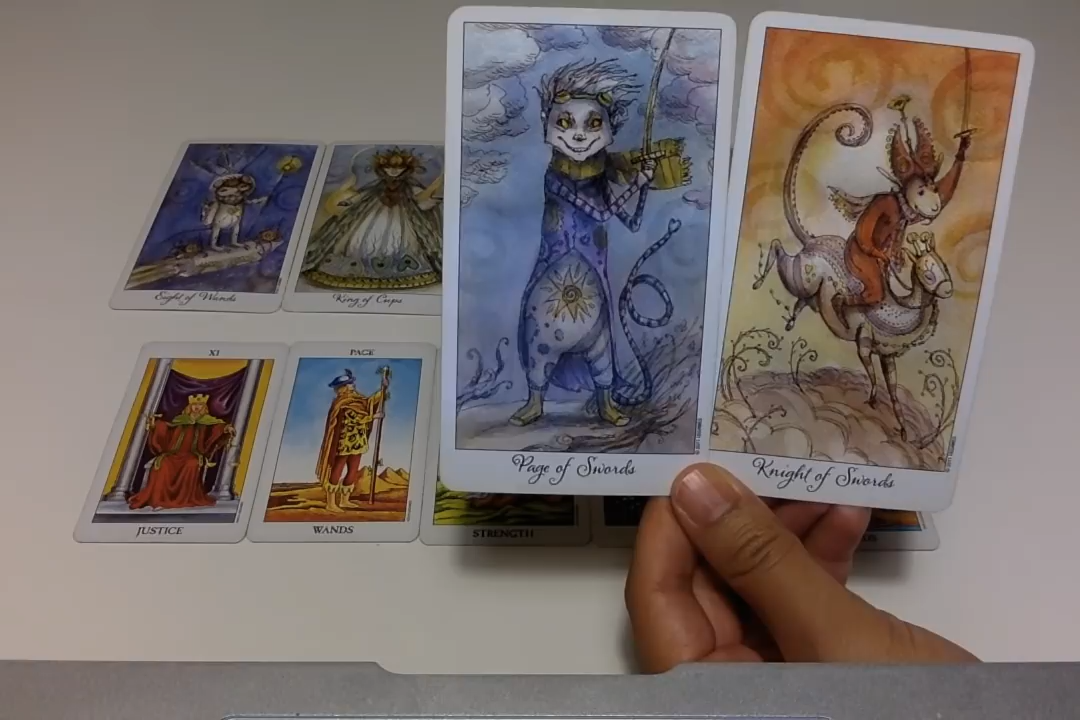 Page of Swords
Knight of Swords
Eight of Wands
King of Cups
XI
JUSTICE
PAGE
WANDS
STRENGTH